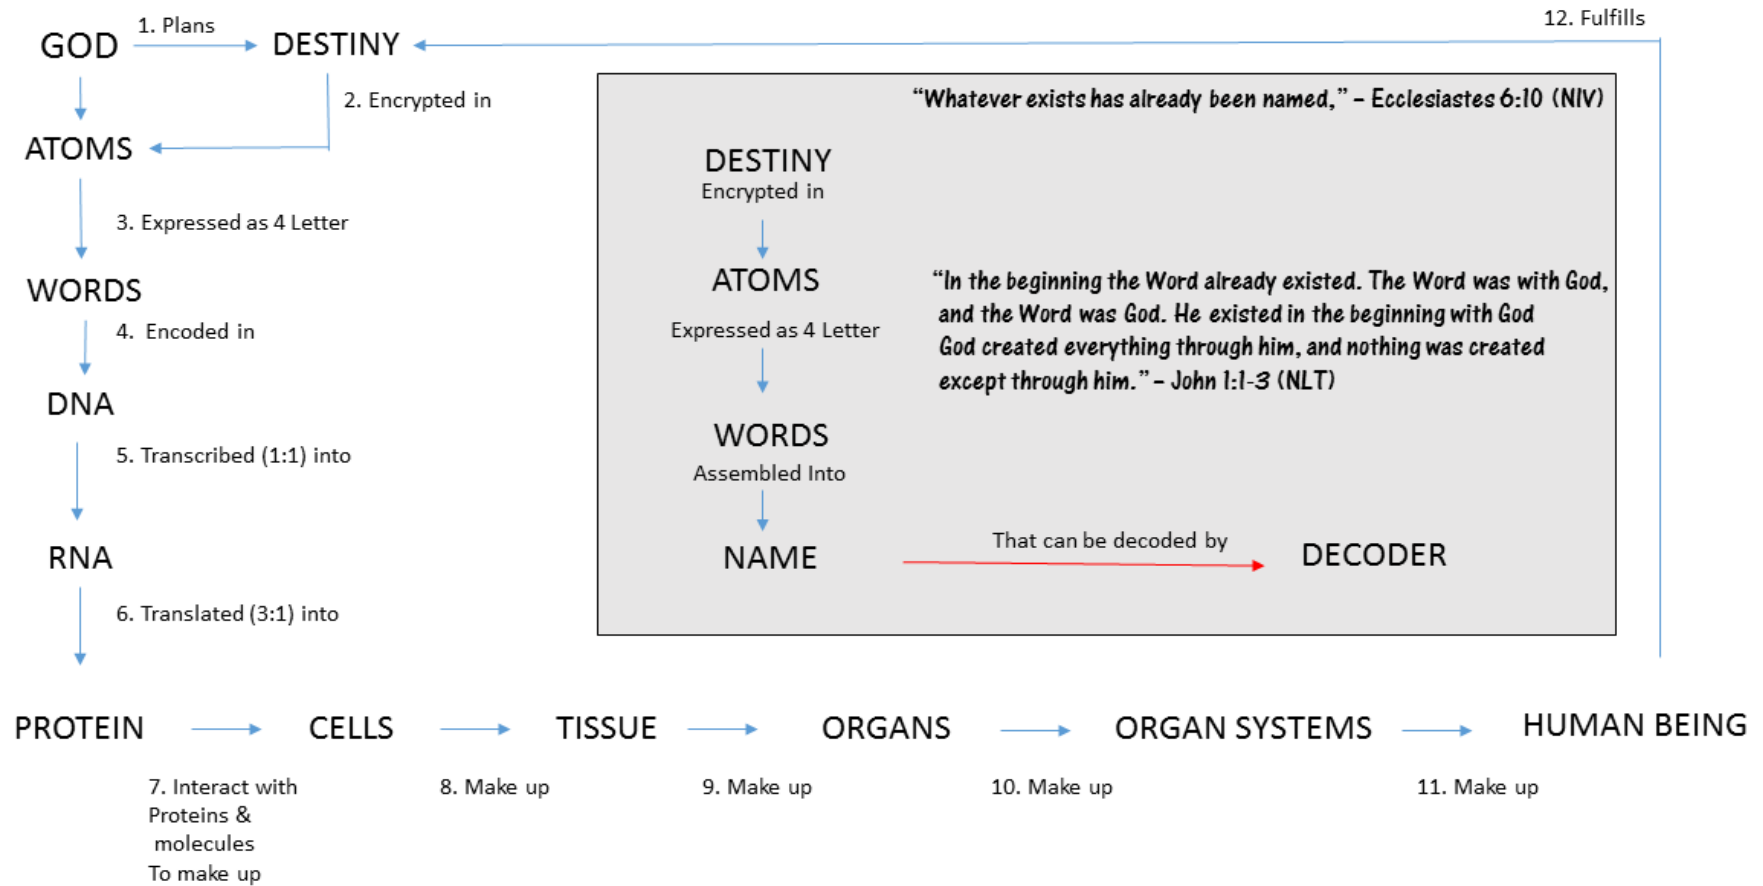 1. Plans
GOD
DESTINY
12. Fulfills
2. Encrypted in
ATOMS
3. Expressed as 4 Letter
WORDS
4. Encoded in
DNA
5. Transcribed (1:1) into
RNA
6. Translated (3:1) into
“Whatever exists has already been named,” – Ecclesiastes 6:10 (NIV)
DESTINY
Encrypted in
ATOMS
Expressed as 4 Letter
“In the beginning the Word already existed. The Word was with God,
and the Word was God. He existed in the beginning with God
God created everything through him, and nothing was created
except through him.” – John 1:1-3 (NLT)
WORDS
Assembled Into
NAME
That can be decoded by
DECODER
PROTEIN
CELLS
TISSUE
ORGANS
ORGAN SYSTEMS
HUMAN BEING
7. Interact with
Proteins &
molecules
To make up
8. Make up
9. Make up
10. Make up
11. Make up